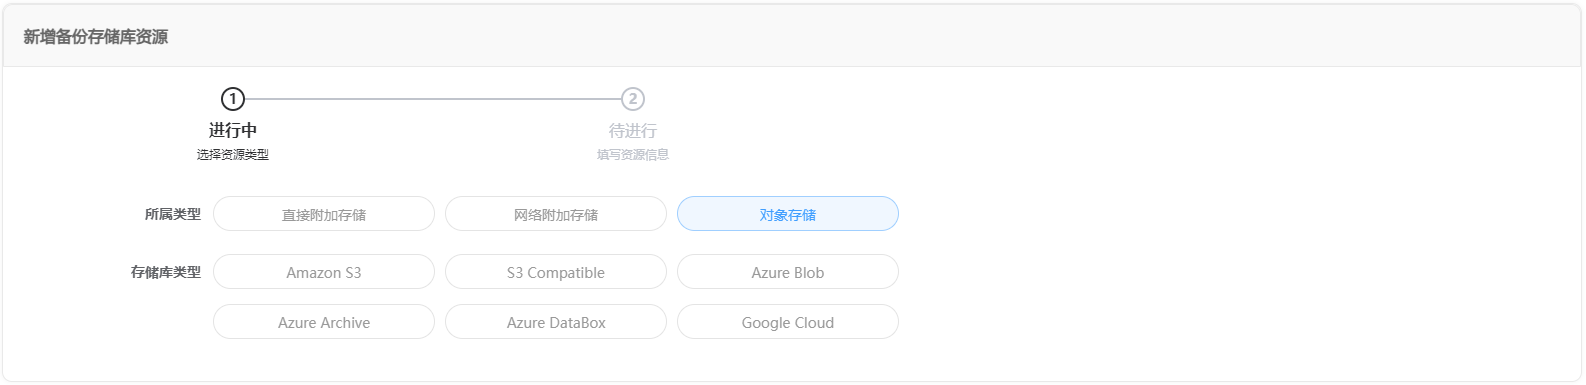 新增备份存储库资源
1
2
进行中
待进行
选择资源类型
填写资源信息
所属类型
直接附加存储
网络附加存储
对象存储
存储库类型
Amazon S3
S3 Compatible
Azure Blob
Azure Archive
Azure DataBox
Google Cloud